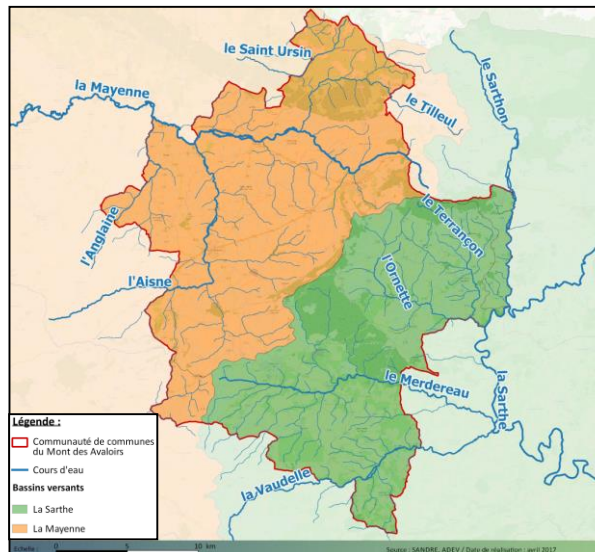 le Saint Ursin
la Mayenne
le Tilleul
le Sarthon
l'Anglaine
le Terrançon
l'Ornette
l'Aisne
le Merdereau
la Sarthe
la Vaudelle
Légende :
Communauté de communes
du Mont des Avaloirs
Cours d'eau
Bassins versants
La Sarthe
La Mayenne
Echelle : 0 5 10 km
Source : SANDRE, ADEV / Date de réalisation : avril 2017